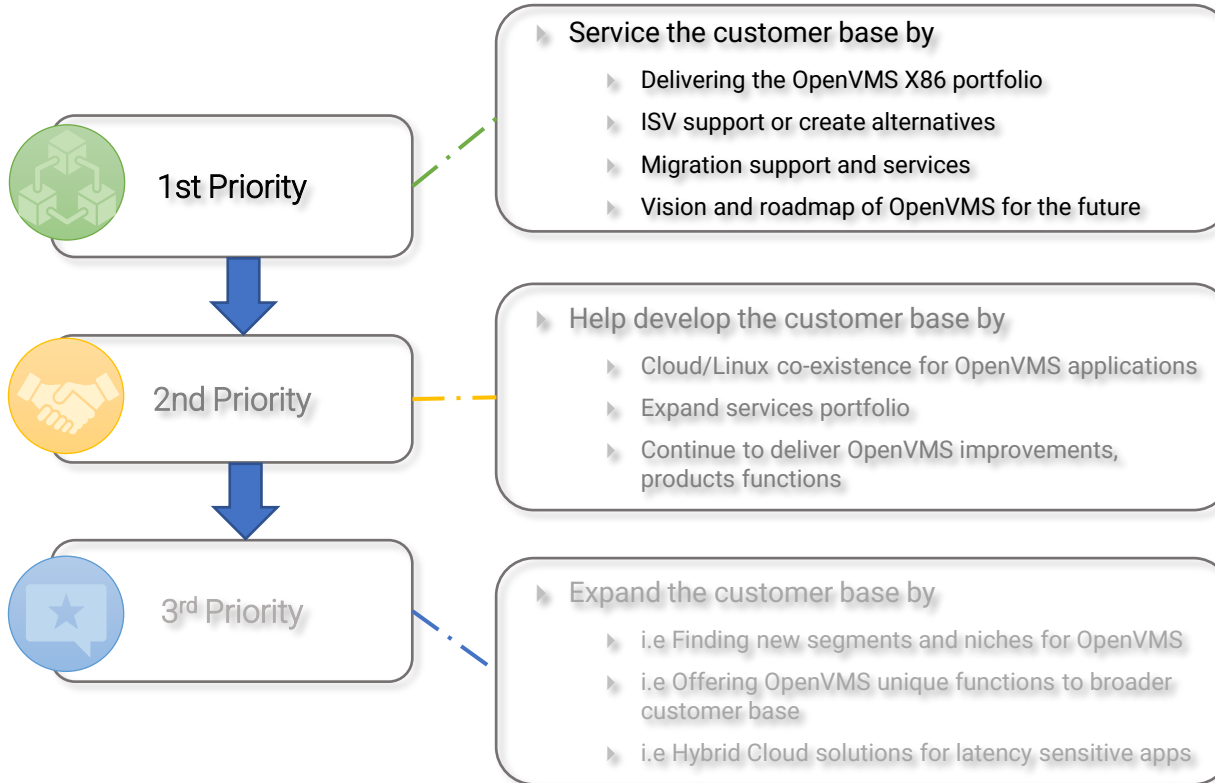 Service the customer base by
Delivering the OpenVMS X86 portfolio
ISV support or create alternatives
Migration support and services
Vision and roadmap of OpenVMS for the future
1st Priority
Help develop the customer base by
Cloud/Linux co-existence for OpenVMS applications
Expand services portfolio
Continue to deliver OpenVMS improvements,
products functions
2nd Priority
Expand the customer base by
i.e Finding new segments and niches for OpenVMS
i.e Offering OpenVMS unique functions to broader
customer base
i.e Hybrid Cloud solutions for latency sensitive apps
3rd Priority